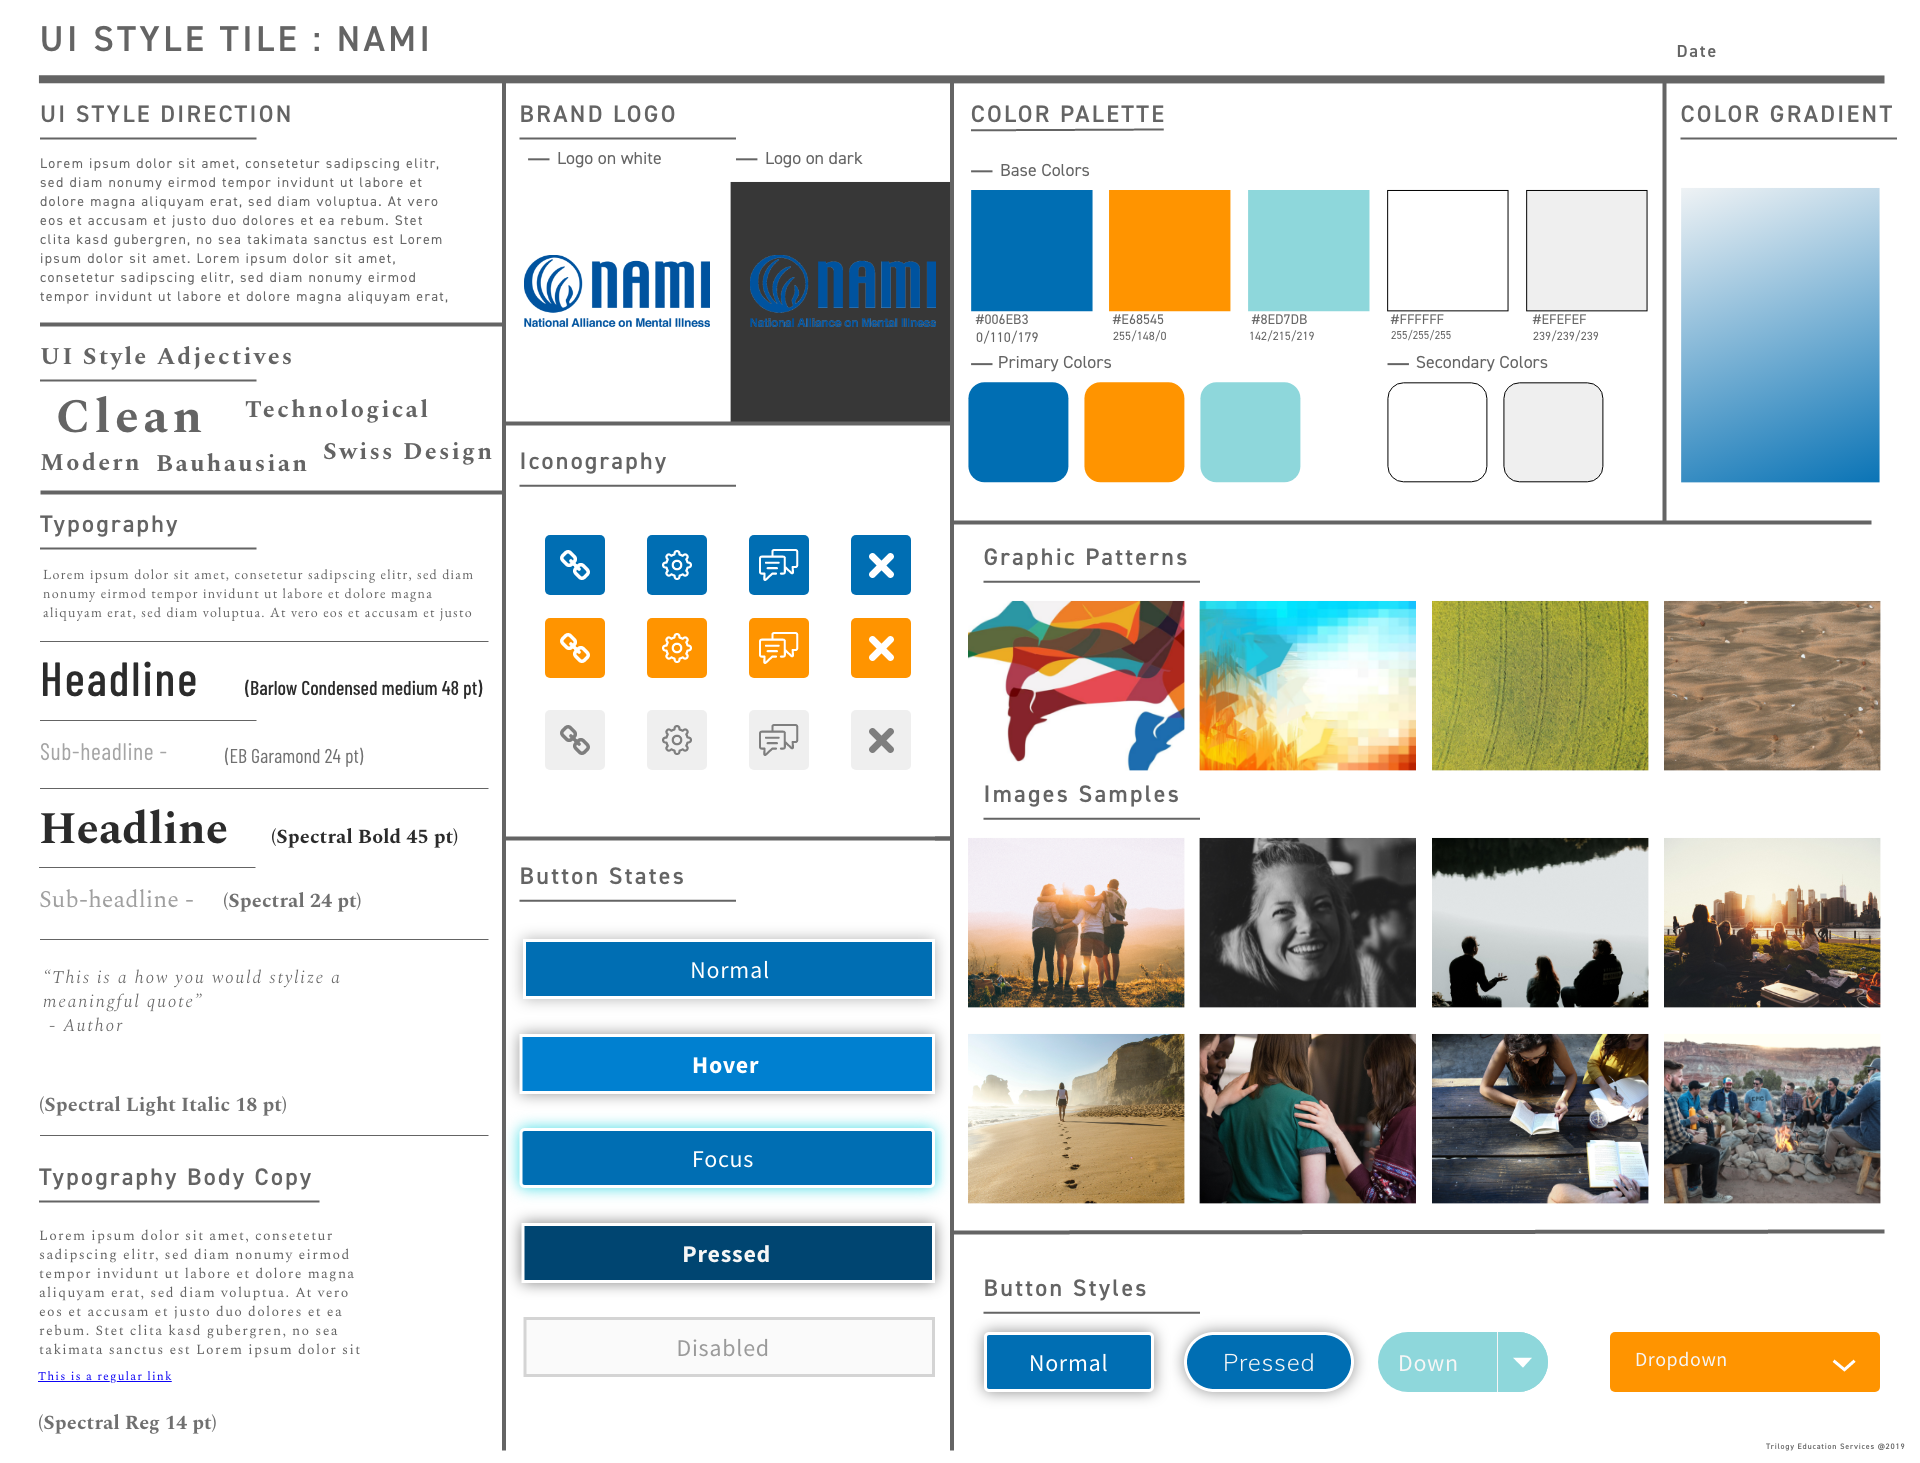 UI STYLE TILE : NAMI
Date
UI STYLE DIRECTION
Lorem ipsum dolor sit amet, consetetur sadipscing elitr,
sed diam nonumy eirmod tempor invidunt ut labore et
dolore magna aliquyam erat, sed diam voluptua. At vero
eos et accusam et justo duo dolores et ea rebum. Stet
clita kasd gubergren, no sea takimata sanctus est Lorem
ipsum dolor sit amet. Lorem ipsum dolor sit amet,
consetetur sadipscing elitr, sed diam nonumy eirmod
tempor invidunt ut labore et dolore magna aliquyam erat,
UI Style Adjectives
Clean
Technological
Swiss Design
Modern
Bauhausian
Typography
Lorem ipsum dolor sit amet, consetetur sadipscing elitr, sed diam
nonumy eirmod tempor invidunt ut labore et dolore magna
aliquyam erat, sed diam voluptua. At vero eos et accusam et justo
Headline
(Barlow Condensed medium 48 pt)
Sub-headline -
(EB Garamond 24 pt)
Headline
(Spectral Bold 45 pt)
Sub-headline -
(Spectral 24 pt)
“This is a how you would stylize a
meaningful quote”
- Author
(Spectral Light Italic 18 pt)
Typography Body Copy
Lorem ipsum dolor sit amet, consetetur
sadipscing elitr, sed diam nonumy eirmod
tempor invidunt ut labore et dolore magna
aliquyam erat, sed diam voluptua. At vero
eos et accusam et justo duo dolores et ea
rebum. Stet clita kasd gubergren, no sea
takimata sanctus est Lorem ipsum dolor sit
This is a regular link
(Spectral Reg 14 pt)
BRAND LOGO
Logo on white
Logo on dark
NAMI
National Alliance on Mental Illness
NAMI
National Alliance on Mental Illness
Iconography
Button States
Normal
Hover
Focus
Pressed
Disabled
COLOR PALETTE
Base Colors
#006EB3
0/110/179
#E68545
255/148/0
#8ED7DB
142/215/219
#FFFFFF
255/255/255
#EFEFEF
239/239/239
Primary Colors
Secondary Colors
COLOR GRADIENT
Graphic Patterns
Images Samples
Button Styles
Normal
Pressed
Down
Dropdown
Trilogy Education Services @2019